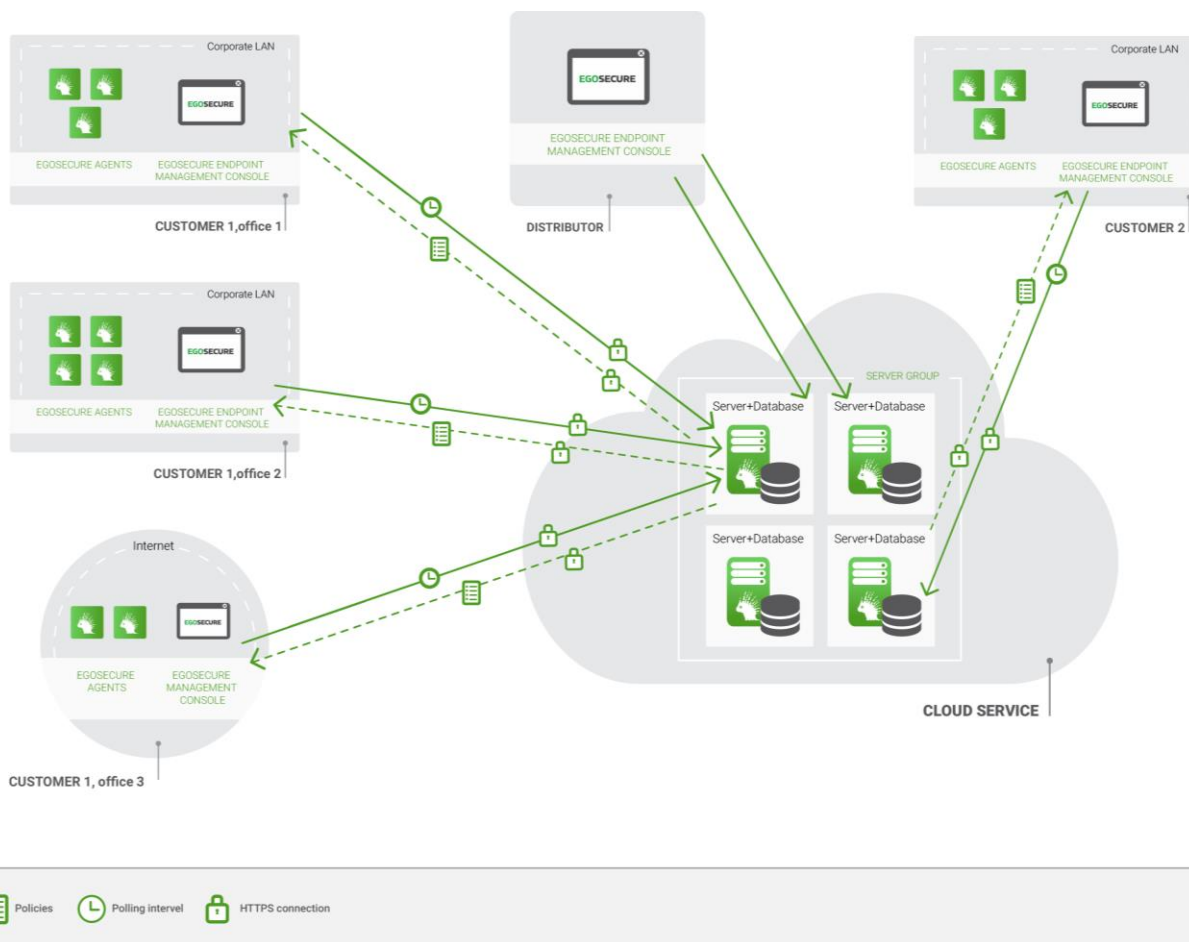 Corporate LAN
EGOSECURE
EGOSECURE AGENTS
EGOSECURE ENDPOINT
MANAGEMENT CONSOLE
CUSTOMER 1,office 1
EGOSECURE
EGOSECURE ENDPOINT
MANAGEMENT CONSOLE
DISTRIBUTOR
Corporate LAN
EGOSECURE
EGOSECURE AGENTS
EGOSECURE ENDPOINT
MANAGEMENT CONSOLE
CUSTOMER 2
Corporate LAN
EGOSECURE
EGOSECURE AGENTS
EGOSECURE ENDPOINT
MANAGEMENT CONSOLE
CUSTOMER 1,office 2
SERVER GROUP
Server+Database
Server+Database
Server+Database
Server+Database
CLOUD SERVICE
Internet
EGOSECURE
EGOSECURE
AGENTS
EGOSECURE
MANAGEMENT
CONSOLE
CUSTOMER 1, office 3
Policies
Polling intervel
HTTPS connection